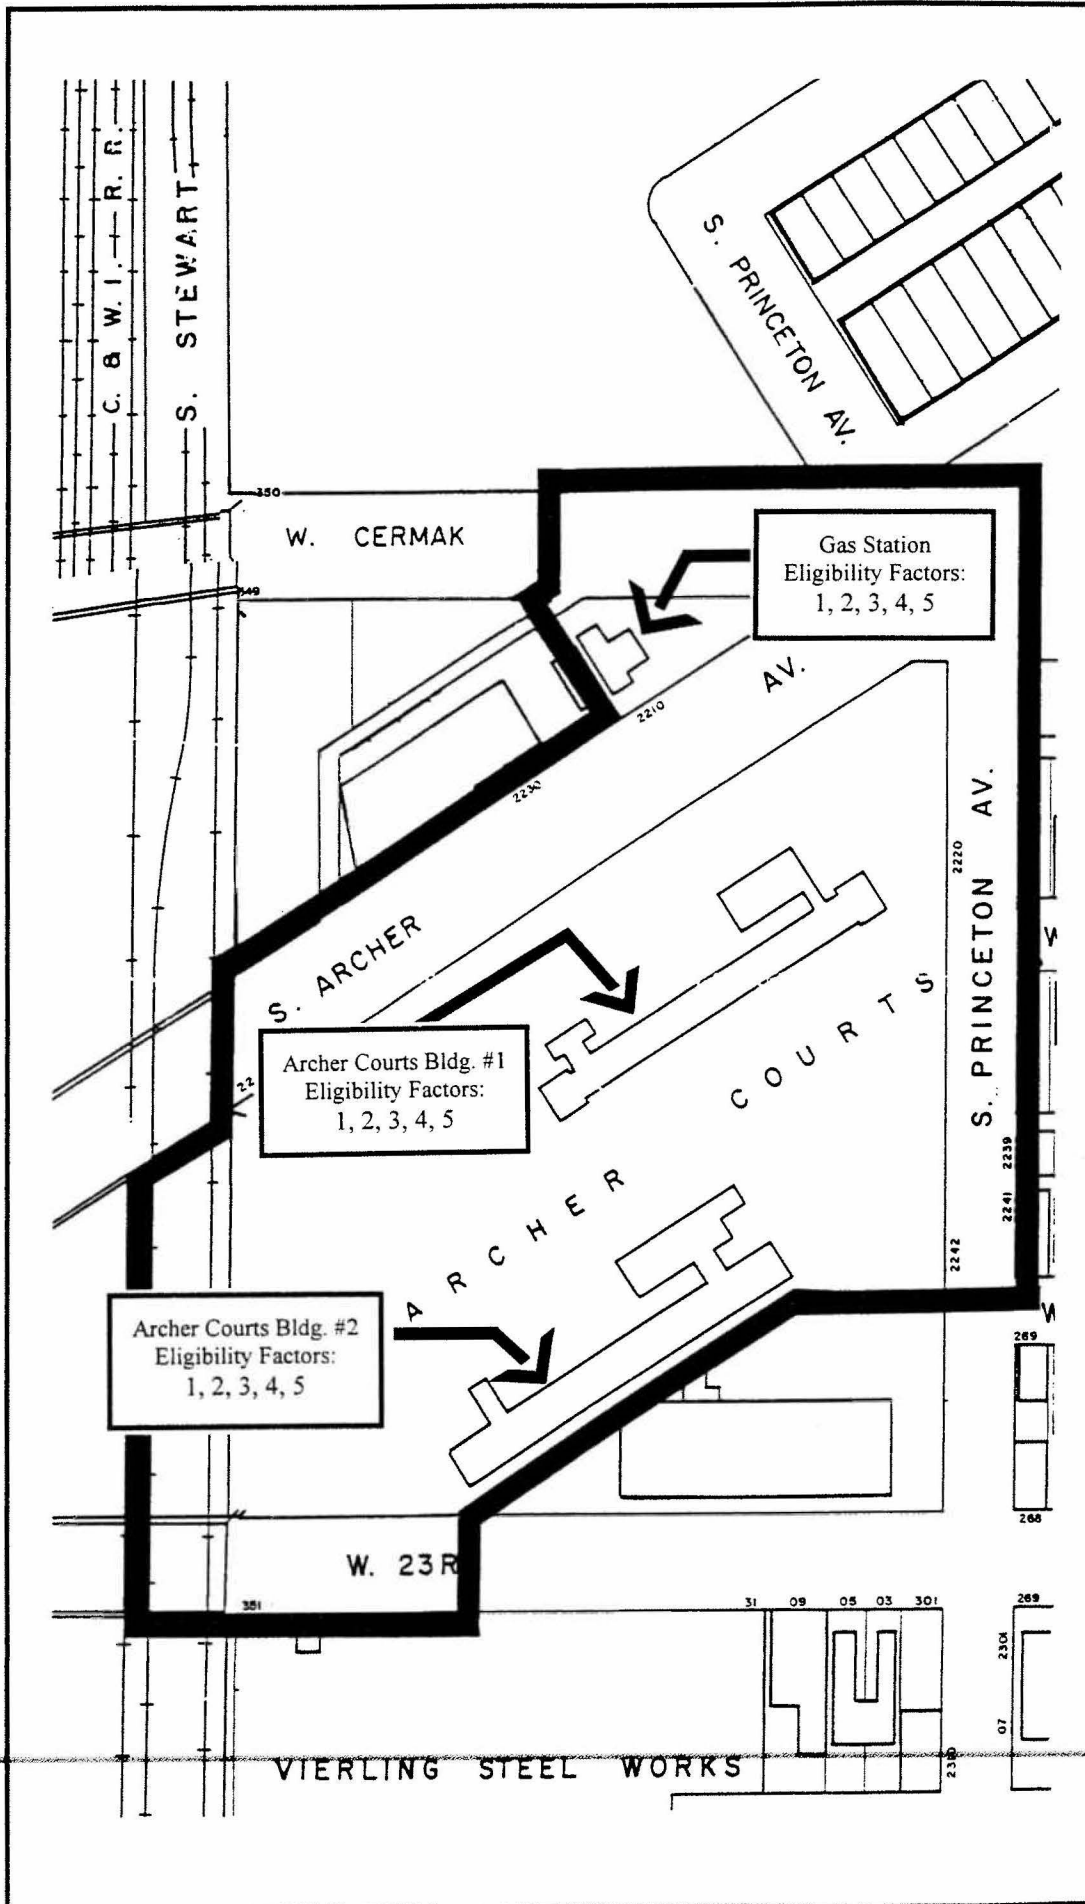 C. & W. I. R. R.
S. STEWART
S. PRINCETON AV.
350
W. CERMAK
349
Gas Station
Eligibility Factors:
1, 2, 3, 4, 5
AV.
2210
2230
S. ARCHER
2220
S. PRINCETON AV.
Archer Courts Bldg. #1
Eligibility Factors:
1, 2, 3, 4, 5
22
ARCHER COURTS
2239
2241
2242
Archer Courts Bldg. #2
Eligibility Factors:
1, 2, 3, 4, 5
W
W
269
268
W. 23R
351
31 09 05 03 301
269
2301
07
VIERLING STEEL WORKS